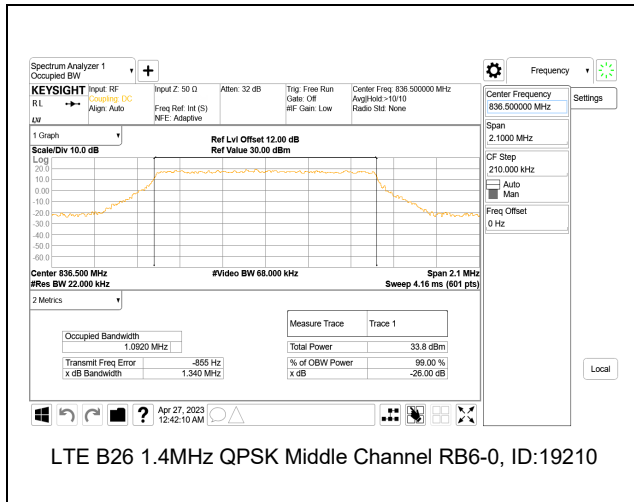 Spectrum Analyzer 1
Occupied BW
+
Frequency
KEYSIGHT
R L
LXI
Input: RF
Coupling: DC
Align: Auto
Input Z: 50 Ω
Freq Ref: Int (S)
NFE: Adaptive
Atten: 32 dB
Trig: Free Run
Gate: Off
#IF Gain: Low
Center Freq: 836.500000 MHz
Avg|Hold:>10/10
Radio Std: None
Center Frequency
836.500000 MHz
Settings
Span
2.1000 MHz
CF Step
210.000 kHz
Auto
Man
Freq Offset
0 Hz
Local
1 Graph
Scale/Div 10.0 dB
Ref Lvl Offset 12.00 dB
Ref Value 30.00 dBm
Log
20.0
10.0
0.00
-10.0
-20.0
-30.0
-40.0
-50.0
-60.0
Center 836.500 MHz
#Video BW 68.000 kHz
Span 2.1 MHz
#Res BW 22.000 kHz
Sweep 4.16 ms (601 pts)
2 Metrics
Occupied Bandwidth
1.0920 MHz
Transmit Freq Error -855 Hz
x dB Bandwidth 1.340 MHz
Measure Trace Trace 1
Total Power 33.8 dBm
% of OBW Power 99.00 %
x dB -26.00 dB
?
Apr 27, 2023
12:42:10 AM
LTE B26 1.4MHz QPSK Middle Channel RB6-0, ID:19210